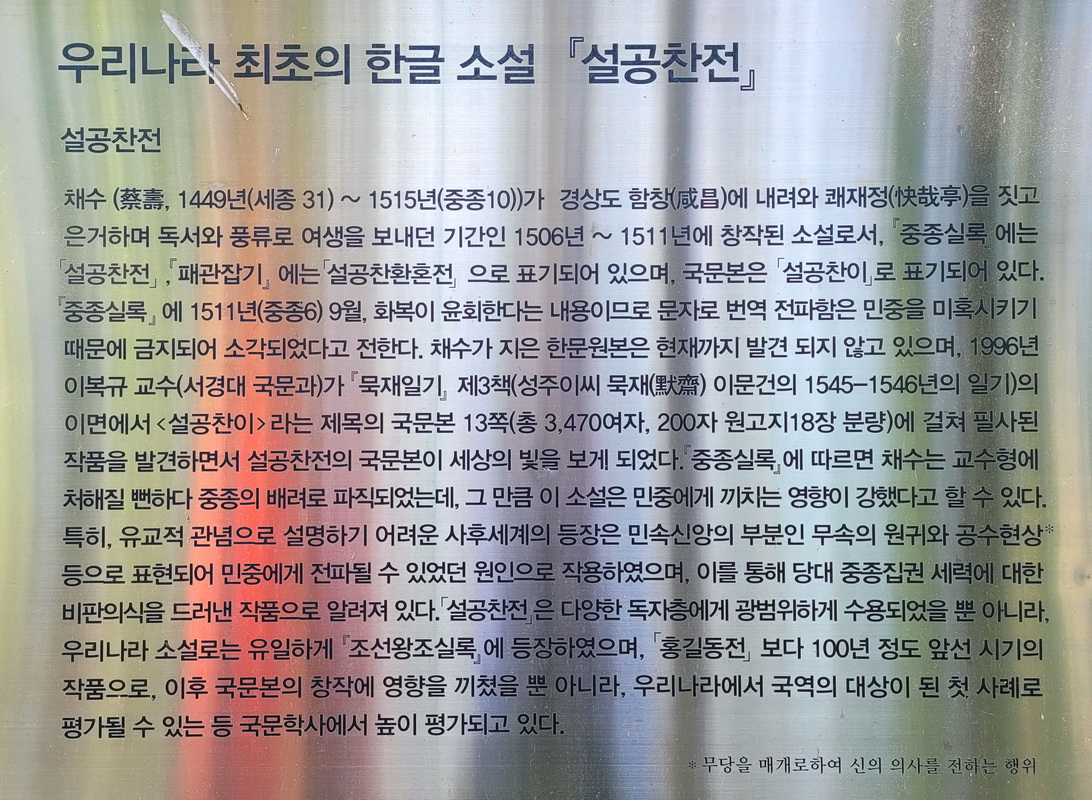 우리나라 최초의 한글 소설 『설공찬전』
설공찬전
채수 (蔡壽, 1449년(세종 31) ~ 1515년(중종10))가 경상도 함창(咸昌)에 내려와 쾌재정(快哉亭)을 짓고
은거하며 독서와 풍류로 여생을 보내던 기간인 1506년 ~ 1511년에 창작된 소설로서, 『중종실록』에는
「설공찬전」,『패관잡기』에는「설공찬환혼전」으로 표기되어 있으며, 국문본은 「설공찬이」로 표기되어 있다.
『중종실록』에 1511년(중종6) 9월, 화복이 윤회한다는 내용이므로 문자로 번역 전파함은 민중을 미혹시키기
때문에 금지되어 소각되었다고 전한다. 채수가 지은 한문원본은 현재까지 발견 되지 않고 있으며, 1996년
이복규 교수(서경대 국문과)가 『묵재일기』 제3책(성주이씨 묵재(默齋) 이문건의 1545-1546년의 일기)의
이면에서 <설공찬이> 라는 제목의 국문본 13쪽(총 3,470여자, 200자 원고지18장 분량)에 걸쳐 필사된
작품을 발견하면서 설공찬전의 국문본이 세상의 빛을 보게 되었다.『중종실록』에 따르면 채수는 교수형에
처해질 뻔하다 중종의 배려로 파직되었는데, 그 만큼 이 소설은 민중에게 끼치는 영향이 강했다고 할 수 있다.
특히, 유교적 관념으로 설명하기 어려운 사후세계의 등장은 민속신앙의 부분인 무속의 원귀와 공수현상*
등으로 표현되어 민중에게 전파될 수 있었던 원인으로 작용하였으며, 이를 통해 당대 중종집권 세력에 대한
비판의식을 드러낸 작품으로 알려져 있다.「설공찬전」은 다양한 독자층에게 광범위하게 수용되었을 뿐 아니라,
우리나라 소설로는 유일하게 『조선왕조실록』에 등장하였으며, 「홍길동전」 보다 100년 정도 앞선 시기의
작품으로, 이후 국문본의 창작에 영향을 끼쳤을 뿐 아니라, 우리나라에서 국역의 대상이 된 첫 사례로
평가될 수 있는 등 국문학사에서 높이 평가되고 있다.
* 무당을 매개로하여 신의 의사를 전하는 행위